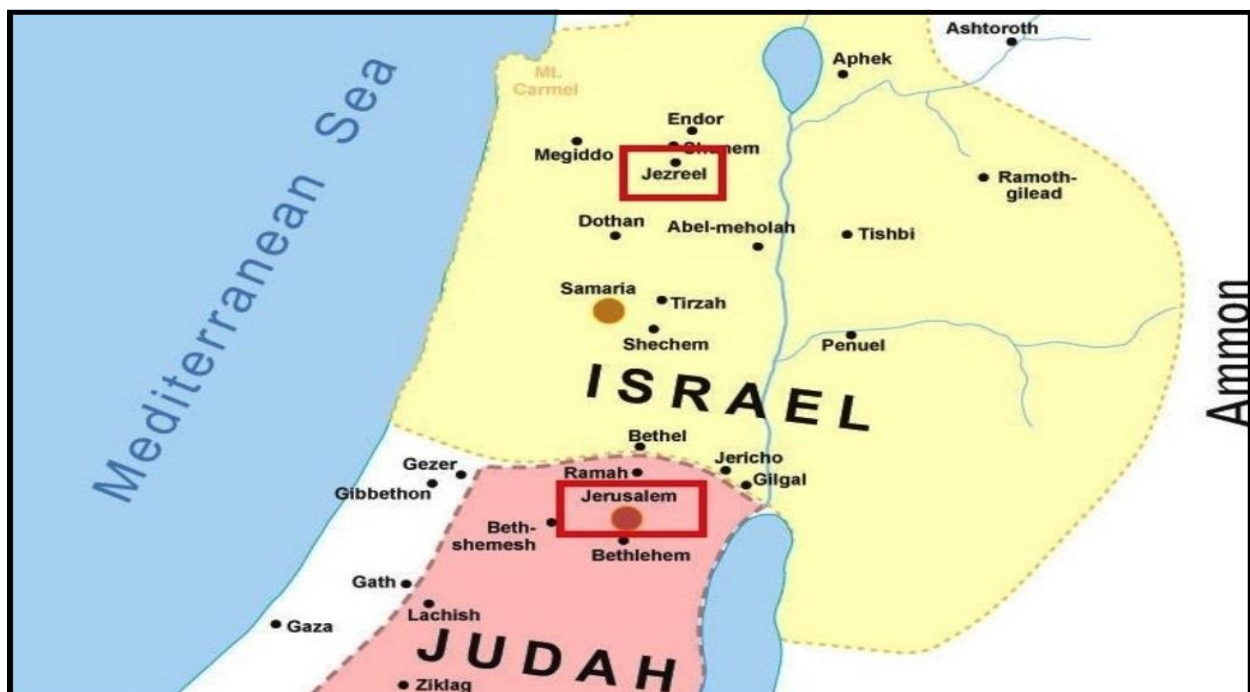 Ashtoroth
Aphek
Mt.
Carmel
Mediterranean Sea
Endor
Megiddo
Shunem
Jezreel
Ramoth-
gilead
Dothan
Abel-meholah
Tishbi
Samaria
Tirzah
Shechem
Penuel
Ammon
ISRAEL
Bethel
Gezer
Ramah
Jericho
Gibbethon
Gilgal
Jerusalem
Beth-
shemesh
Bethlehem
Gath
Lachish
Gaza
JUDAH
Ziklag